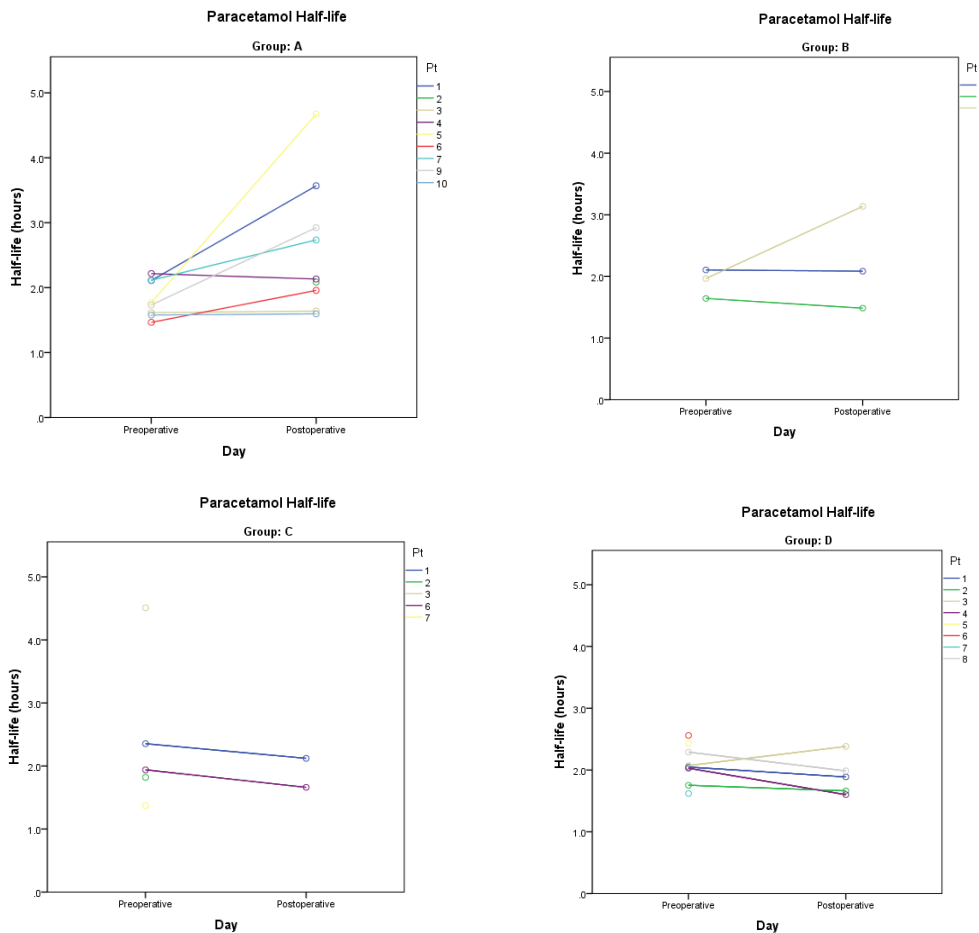 Paracetamol Half-life
Group: A
Pt
1
2
3
4
5
6
7
9
10
5.0
4.0
3.0
2.0
1.0
.0
Half-life (hours)
Preoperative Postoperative
Day
Paracetamol Half-life
Group: B
Pt
5.0
4.0
3.0
2.0
1.0
.0
Half-life (hours)
Preoperative Postoperative
Day
Paracetamol Half-life
Group: C
Pt
1
2
3
6
7
5.0
4.0
3.0
2.0
1.0
.0
Half-life (hours)
Preoperative Postoperative
Day
Paracetamol Half-life
Group: D
Pt
1
2
3
4
5
6
7
8
5.0
4.0
3.0
2.0
1.0
.0
Half-life (hours)
Preoperative Postoperative
Day